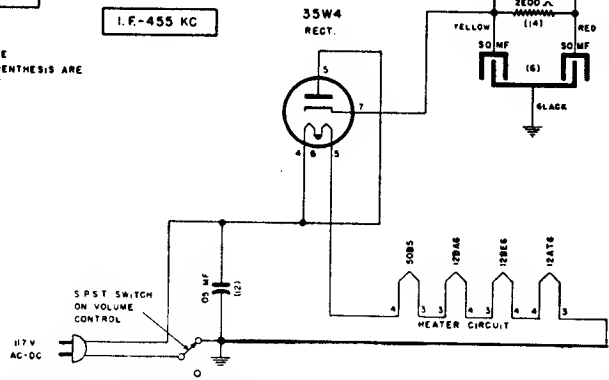 I.F.-455 KC
35W4
RECT.
E
ENTHESIS ARE
2200 Ω
(14)
YELLOW
RED
50 MF
50 MF
(6)
BLACK
5
7
4 6 5
.05 MF
(12)
S.P.S.T. SWITCH
ON VOLUME
CONTROL
117 V
AC-DC
50B5
12BA6
12BE6
12AT6
4 3 4 3 3 4 4 3
HEATER CIRCUIT